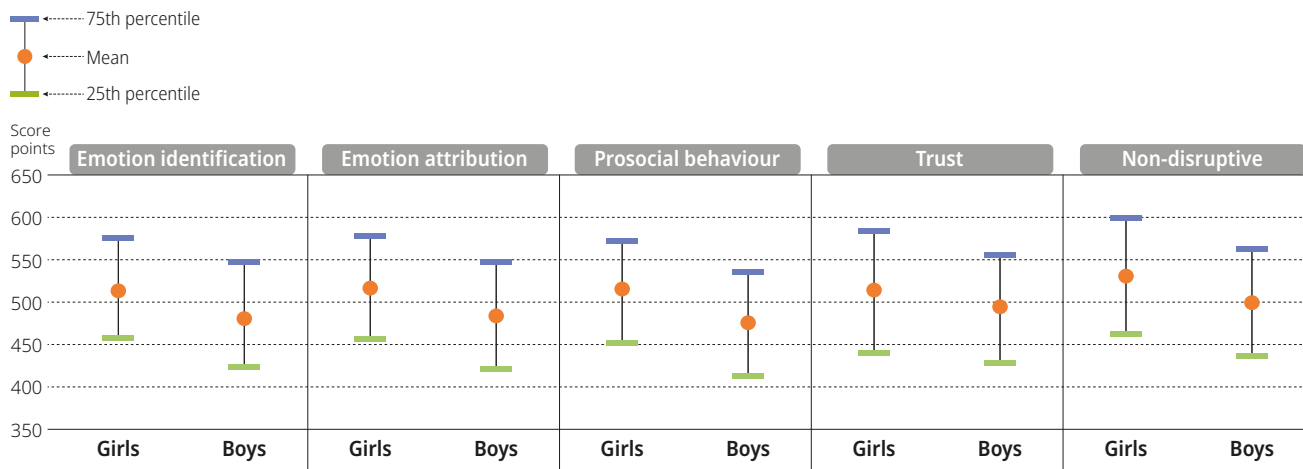 75th percentile
Mean
25th percentile
Score
points
Emotion identification Emotion attribution Prosocial behaviour Trust Non-disruptive
650
600
550
500
450
400
350
Girls Boys Girls Boys Girls Boys Girls Boys Girls Boys